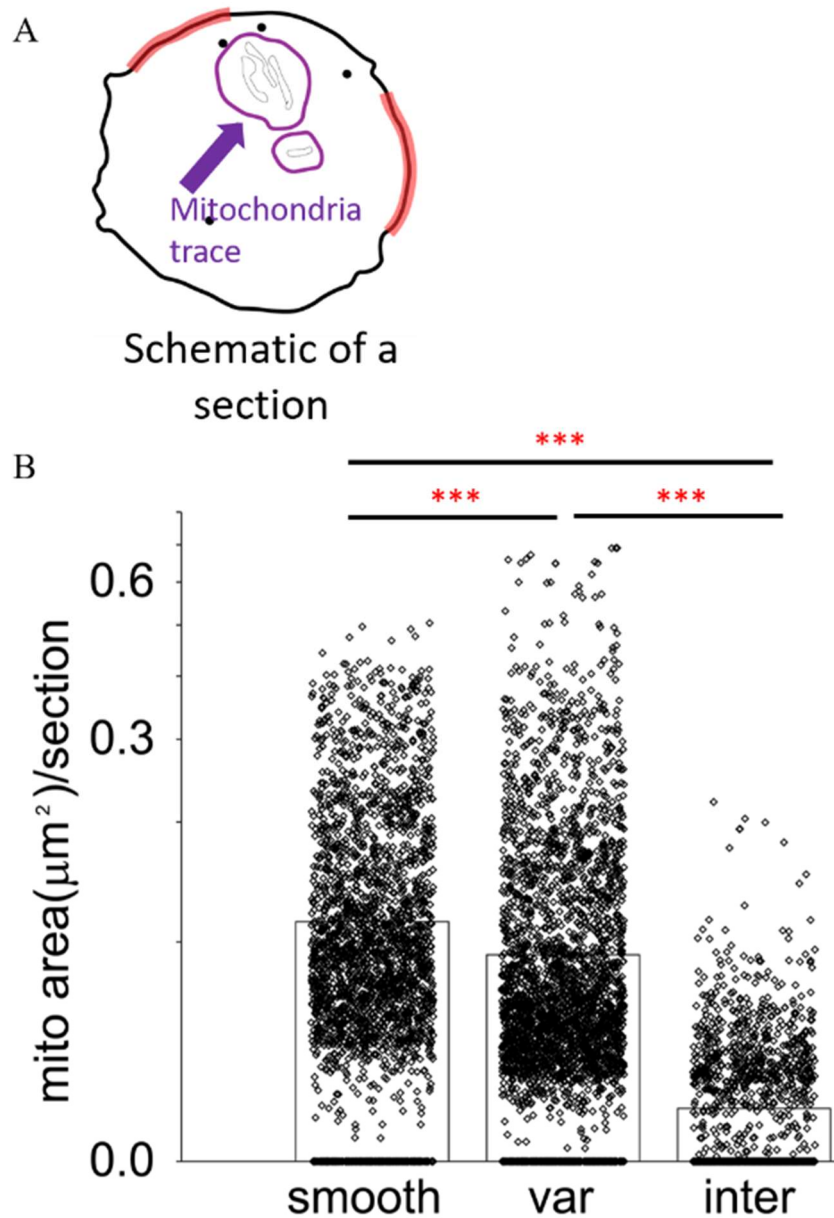 A
Mitochondria
trace
Schematic of a
section
B
***
*** ***
mito area(μm²)/section
0.6
0.3
0.0
smooth var inter